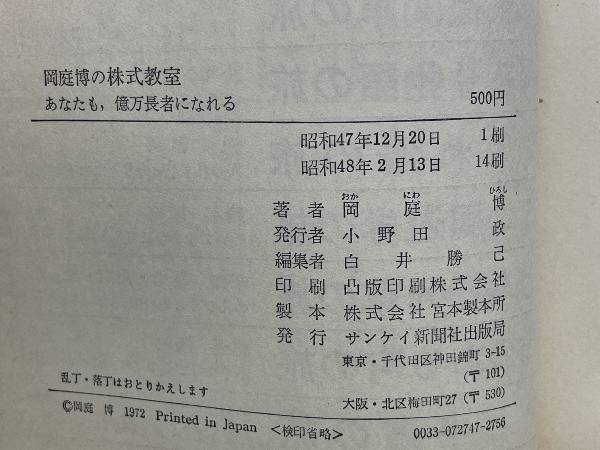 岡庭博の株式教室
あなたも，億万長者になれる 500円
昭和47年12月20日 1刷
昭和48年2月13日 14刷
おか にわ ひろし
著者 岡庭博
発行者 小野田政
編集者 白井勝己
印刷 凸版印刷株式会社
製本 株式会社宮本製本所
発行 サンケイ新聞社出版局
東京・千代田区神田錦町3-15
(〒101)
乱丁・落丁はおとりかえします
大阪・北区梅田町27(〒530)
©岡庭 博 1972 Printed in Japan <検印省略> 0033-072747-2756